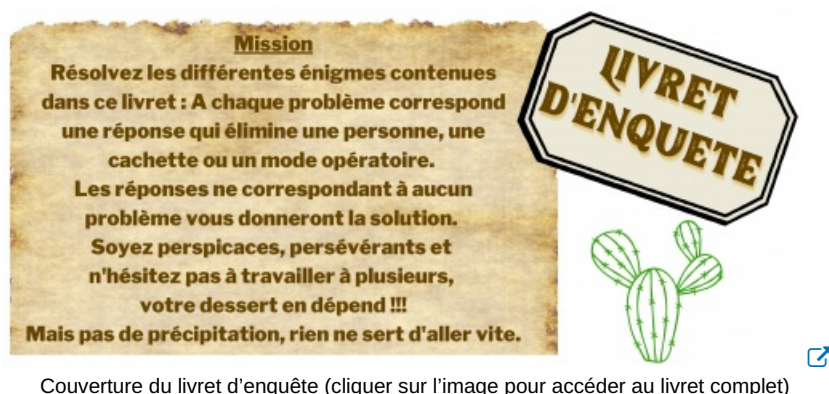 Mission
Résolvez les différentes énigmes contenues
dans ce livret : A chaque problème correspond
une réponse qui élimine une personne, une
cachette ou un mode opératoire.
Les réponses ne correspondant à aucun
problème vous donneront la solution.
Soyez perspicaces, persévérants et
n'hésitez pas à travailler à plusieurs,
votre dessert en dépend !!!
Mais pas de précipitation, rien ne sert d'aller vite.
LIVRET
D'ENQUETE
Couverture du livret d’enquête (cliquer sur l’image pour accéder au livret complet)